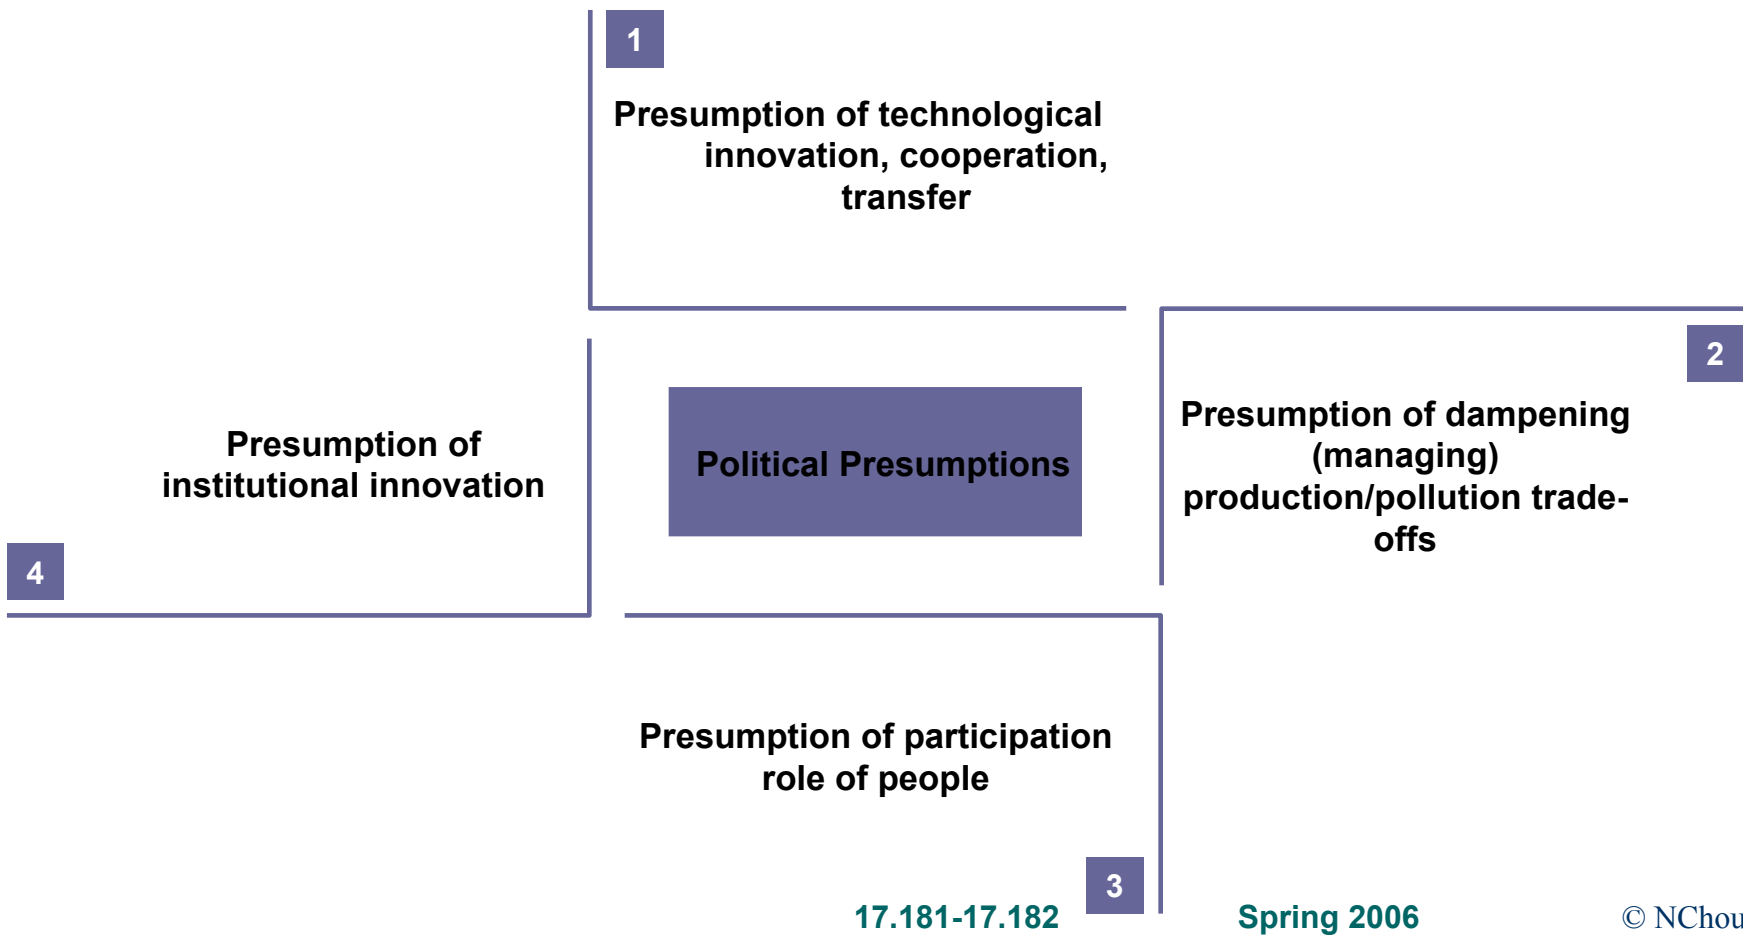 1
Presumption of technological
innovation, cooperation,
transfer
2
Presumption of dampening
(managing)
production/pollution trade-
offs
Political Presumptions
Presumption of
institutional innovation
4
Presumption of participation
role of people
3
17.181-17.182
Spring 2006
© NChou